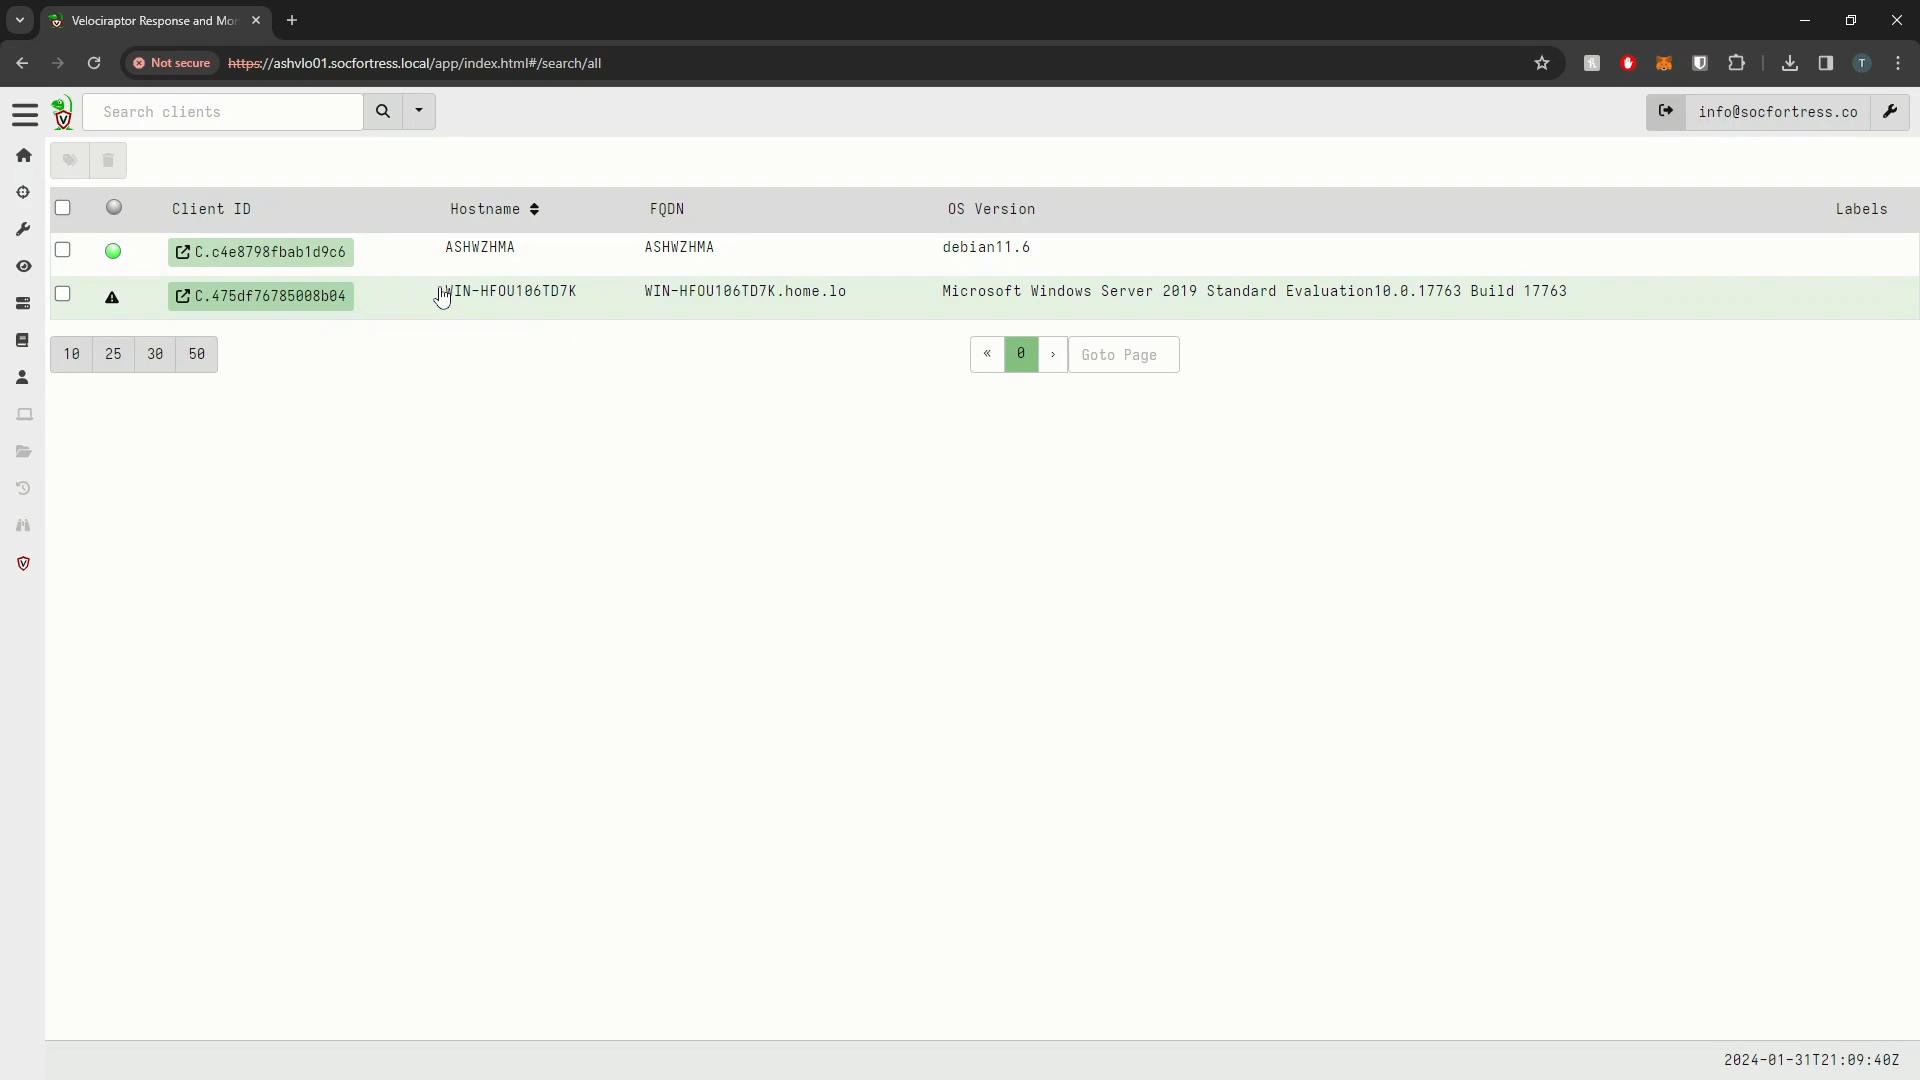 Velociraptor Response and Mon
Not secure https://ashvlo01.socfortress.local/app/index.html#/search/all
T
Search clients
info@socfortress.co
Client ID Hostname FQDN OS Version Labels
C.c4e8798fbab1d9c6 ASHWZHMA ASHWZHMA debian11.6
C.475df76785008b04 WIN-HFOU106TD7K WIN-HFOU106TD7K.home.lo Microsoft Windows Server 2019 Standard Evaluation10.0.17763 Build 17763
10 25 30 50 « 0 › Goto Page
2024-01-31T21:09:40Z